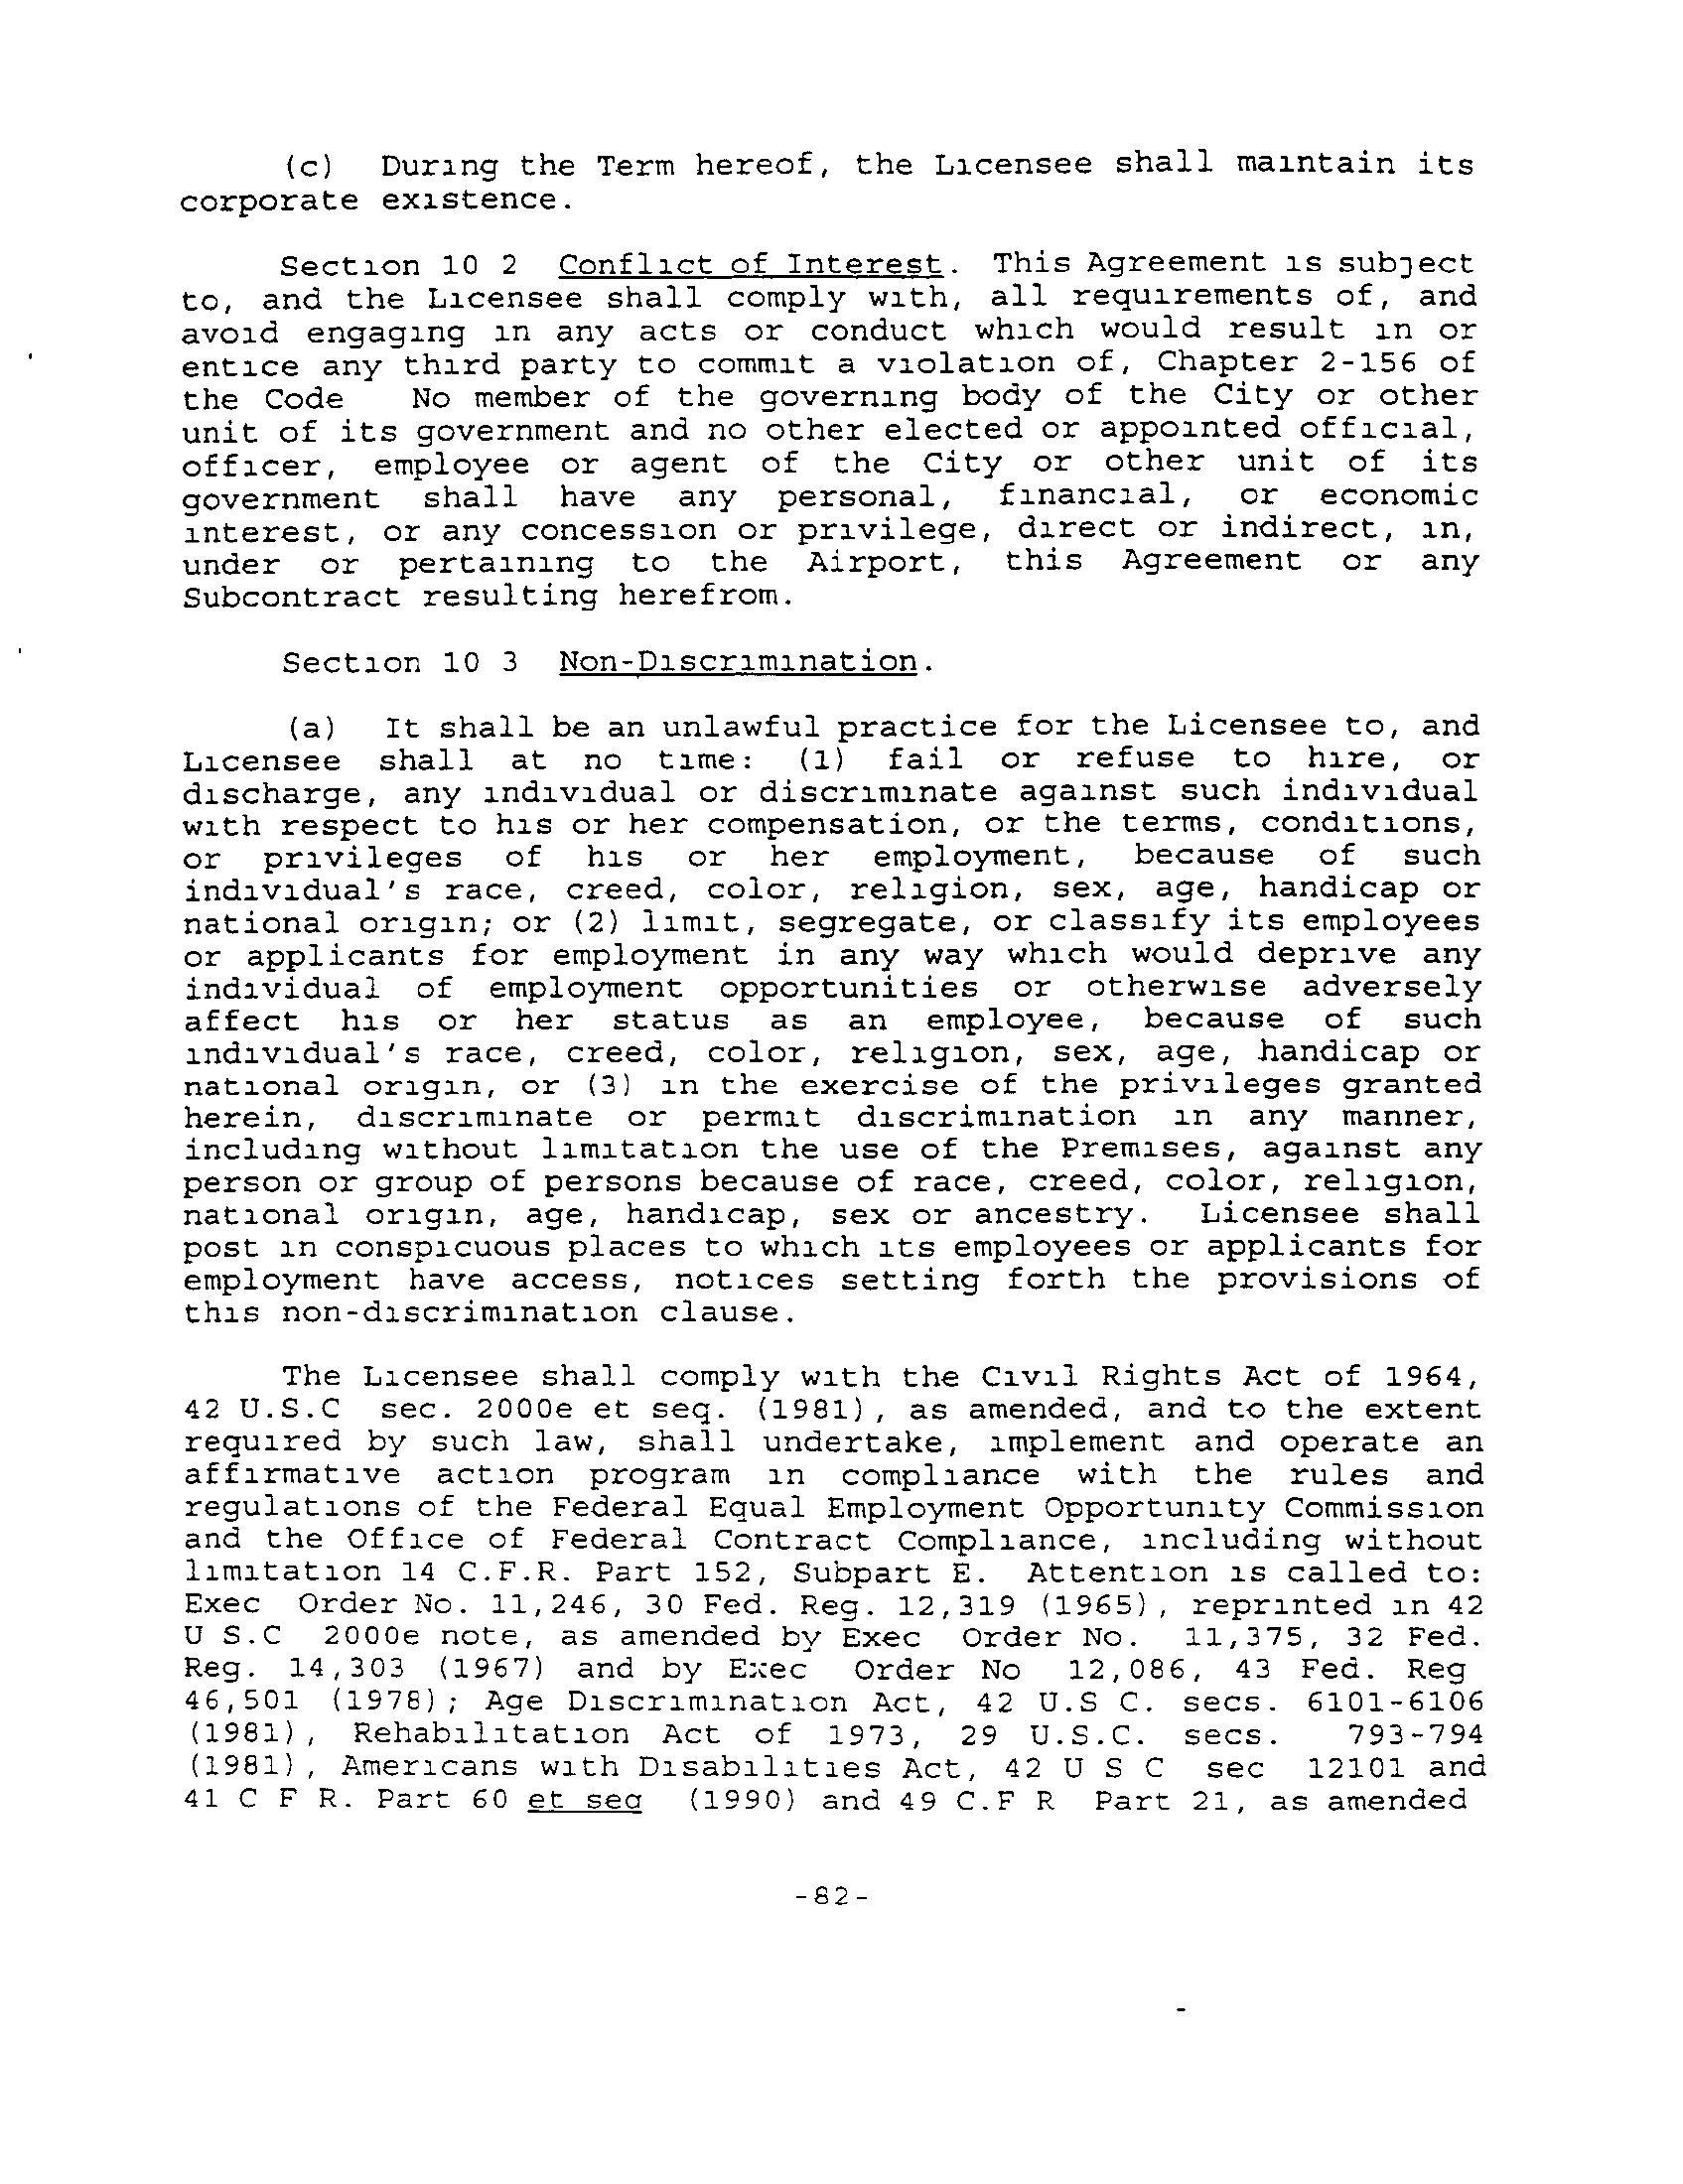 (c) During the Term hereof, the Licensee shall maintain its
corporate existence.
Section 10 2 Conflict of Interest. This Agreement is subject
to, and the Licensee shall comply with, all requirements of, and
avoid engaging in any acts or conduct which would result in or
entice any third party to commit a violation of, Chapter 2-156 of
the Code No member of the governing body of the City or other
unit of its government and no other elected or appointed official,
officer, employee or agent of the City or other unit of its
government shall have any personal, financial, or economic
interest, or any concession or privilege, direct or indirect, in,
under or pertaining to the Airport, this Agreement or any
Subcontract resulting herefrom.
Section 10 3 Non-Discrimination.
(a) It shall be an unlawful practice for the Licensee to, and
Licensee shall at no time: (1) fail or refuse to hire, or
discharge, any individual or discriminate against such individual
with respect to his or her compensation, or the terms, conditions,
or privileges of his or her employment, because of such
individual's race, creed, color, religion, sex, age, handicap or
national origin; or (2) limit, segregate, or classify its employees
or applicants for employment in any way which would deprive any
individual of employment opportunities or otherwise adversely
affect his or her status as an employee, because of such
individual's race, creed, color, religion, sex, age, handicap or
national origin, or (3) in the exercise of the privileges granted
herein, discriminate or permit discrimination in any manner,
including without limitation the use of the Premises, against any
person or group of persons because of race, creed, color, religion,
national origin, age, handicap, sex or ancestry. Licensee shall
post in conspicuous places to which its employees or applicants for
employment have access, notices setting forth the provisions of
this non-discrimination clause.
The Licensee shall comply with the Civil Rights Act of 1964,
42 U.S.C sec. 2000e et seq. (1981), as amended, and to the extent
required by such law, shall undertake, implement and operate an
affirmative action program in compliance with the rules and
regulations of the Federal Equal Employment Opportunity Commission
and the Office of Federal Contract Compliance, including without
limitation 14 C.F.R. Part 152, Subpart E. Attention is called to:
Exec Order No. 11,246, 30 Fed. Reg. 12,319 (1965), reprinted in 42
U S.C 2000e note, as amended by Exec Order No. 11,375, 32 Fed.
Reg. 14,303 (1967) and by Exec Order No 12,086, 43 Fed. Reg
46,501 (1978); Age Discrimination Act, 42 U.S C. secs. 6101-6106
(1981), Rehabilitation Act of 1973, 29 U.S.C. secs. 793-794
(1981), Americans with Disabilities Act, 42 U S C sec 12101 and
41 C F R. Part 60 et seq (1990) and 49 C.F R Part 21, as amended
-82-